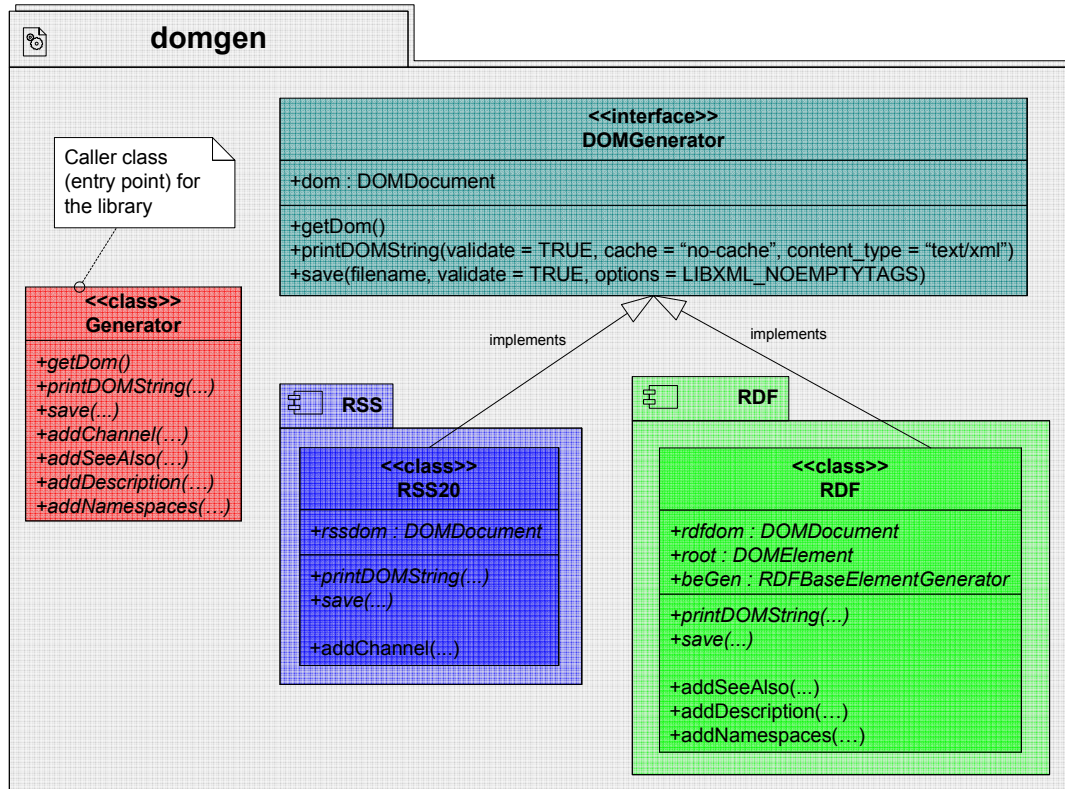 domgen
Caller class
(entry point) for
the library
<<interface>>
DOMGenerator
+dom : DOMDocument
+getDom()
+printDOMString(validate = TRUE, cache = “no-cache”, content_type = “text/xml”)
+save(filename, validate = TRUE, options = LIBXML_NOEMPTYTAGS)
<<class>>
Generator
+getDom()
+printDOMString(...)
+save(...)
+addChannel(…)
+addSeeAlso(…)
+addDescription(…)
+addNamespaces(…)
implements
implements
RSS
<<class>>
RSS20
+rssdom : DOMDocument
+printDOMString(...)
+save(...)
+addChannel(...)
RDF
<<class>>
RDF
+rdfdom : DOMDocument
+root : DOMElement
+beGen : RDFBaseElementGenerator
+printDOMString(...)
+save(...)
+addSeeAlso(...)
+addDescription(…)
+addNamespaces(…)